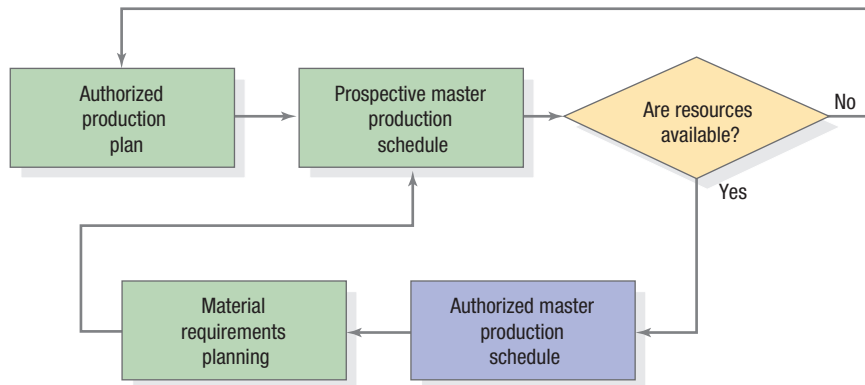 Authorized
production
plan
Prospective master
production
schedule
Are resources
available?
No
Yes
Material
requirements
planning
Authorized master
production
schedule